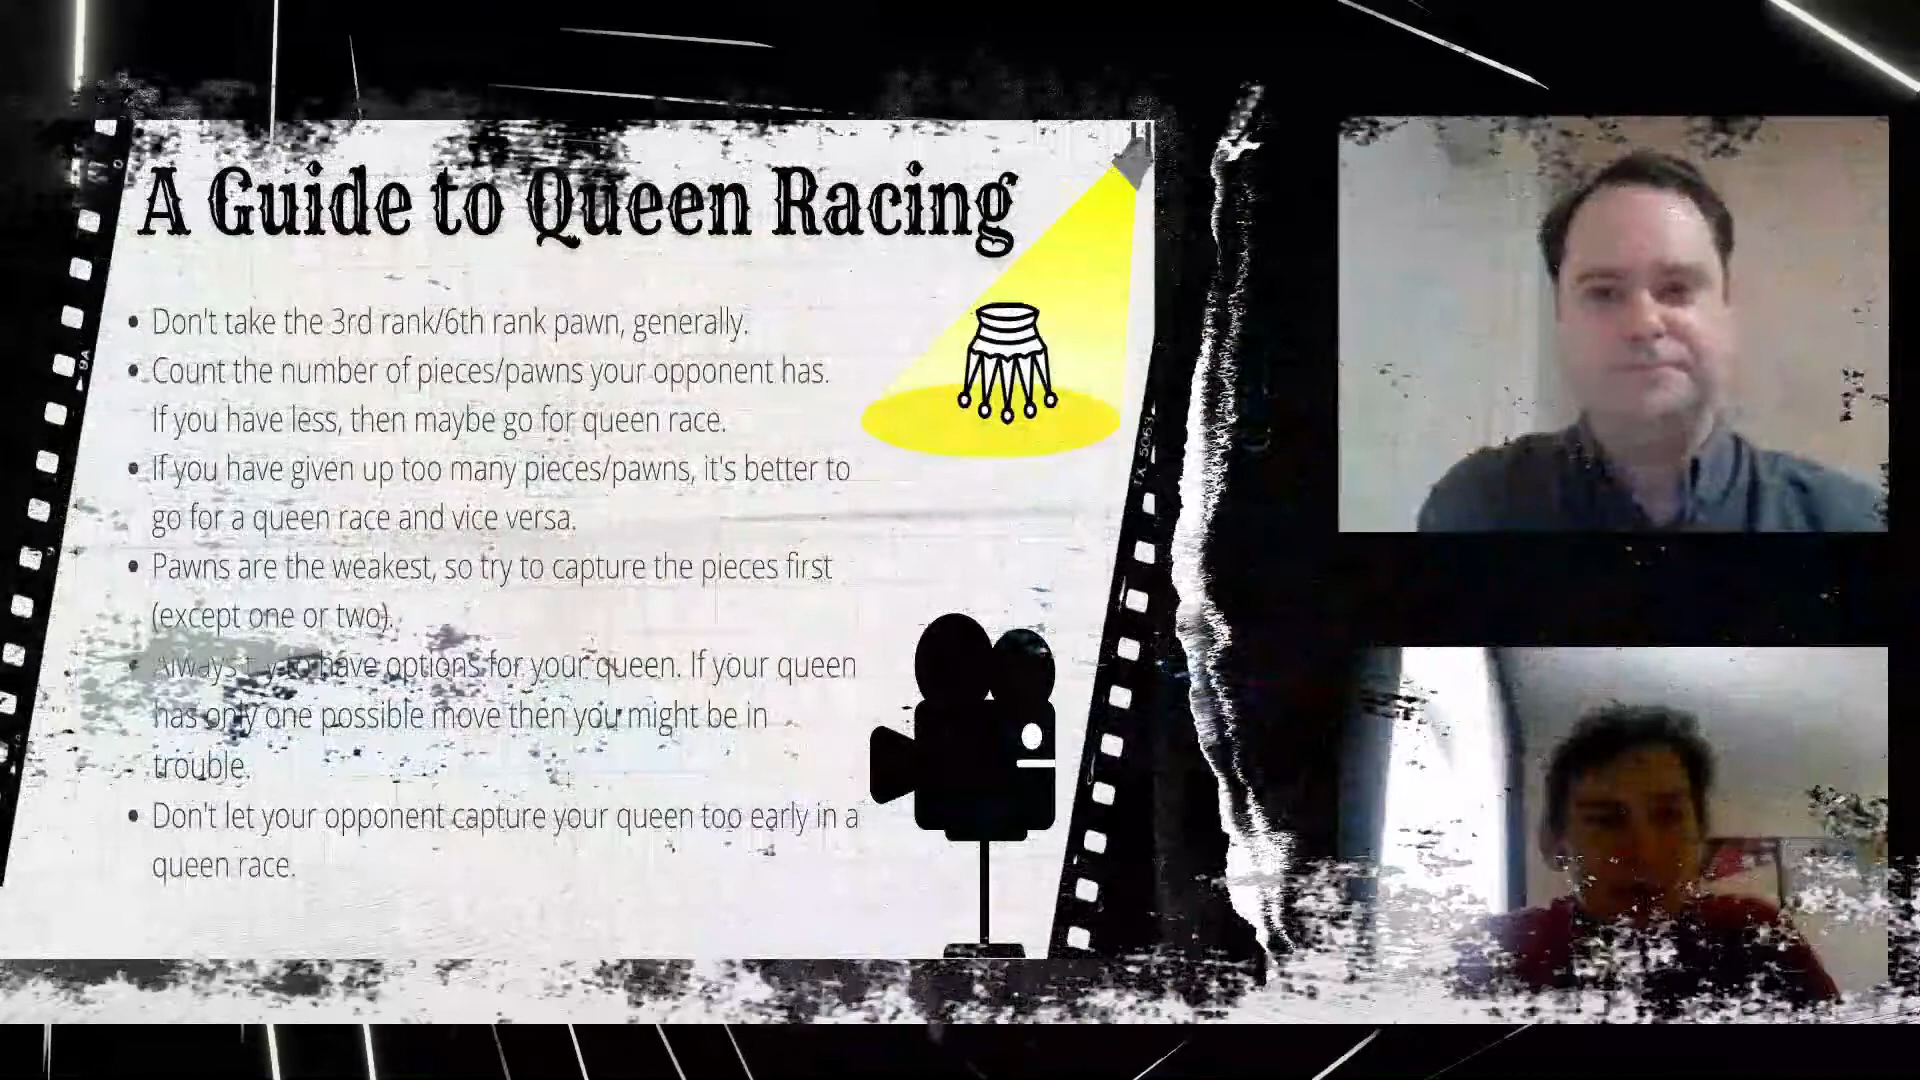 A Guide to Queen Racing
• Don't take the 3rd rank/6th rank pawn, generally.
• Count the number of pieces/pawns your opponent has.
If you have less, then maybe go for queen race.
• If you have given up too many pieces/pawns, it's better to
go for a queen race and vice versa.
• Pawns are the weakest, so try to capture the pieces first
(except one or two).
• Always try to have options for your queen. If your queen
has only one possible move then you might be in
trouble.
• Don't let your opponent capture your queen too early in a
queen race.
9A